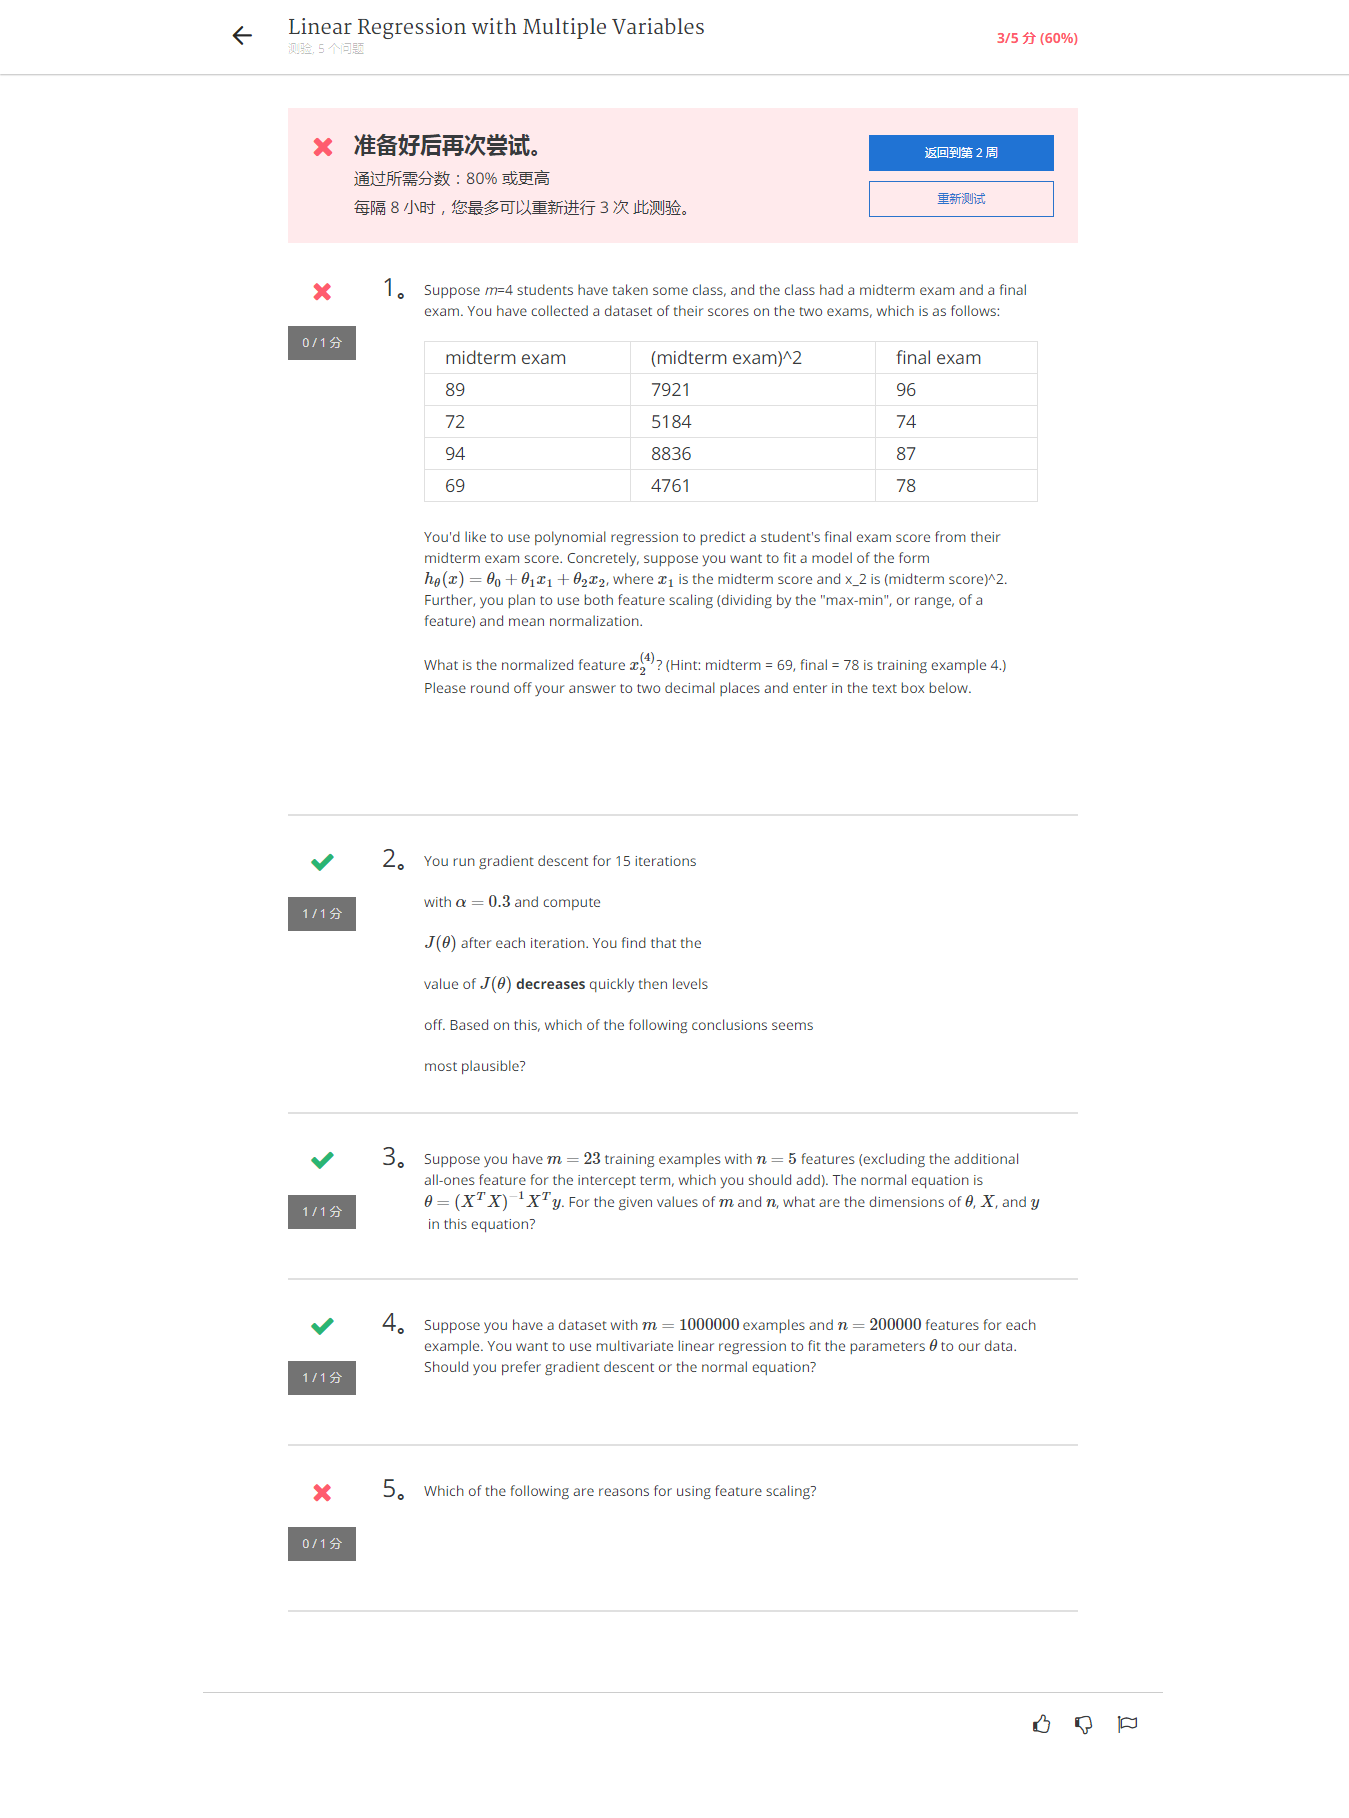 Linear Regression with Multiple Variables
测验, 5 个问题
3/5 分 (60%)
准备好后再次尝试。
通过所需分数：80% 或更高
每隔 8 小时，您最多可以重新进行 3 次 此测验。
返回到第 2 周
重新测试
0 / 1 分
1。
Suppose m=4 students have taken some class, and the class had a midterm exam and a final
exam. You have collected a dataset of their scores on the two exams, which is as follows:
midterm exam (midterm exam)^2 final exam
89 7921 96
72 5184 74
94 8836 87
69 4761 78
You'd like to use polynomial regression to predict a student's final exam score from their
midterm exam score. Concretely, suppose you want to fit a model of the form
$h_\theta(x) = \theta_0 + \theta_1 x_1 + \theta_2 x_2$, where $x_1$ is the midterm score and x_2 is (midterm score)^2.
Further, you plan to use both feature scaling (dividing by the "max-min", or range, of a
feature) and mean normalization.
What is the normalized feature $x_2^{(4)}$? (Hint: midterm = 69, final = 78 is training example 4.)
Please round off your answer to two decimal places and enter in the text box below.
1 / 1 分
2。
You run gradient descent for 15 iterations
with $\alpha = 0.3$ and compute
$J(\theta)$ after each iteration. You find that the
value of $J(\theta)$ decreases quickly then levels
off. Based on this, which of the following conclusions seems
most plausible?
1 / 1 分
3。
Suppose you have $m = 23$ training examples with $n = 5$ features (excluding the additional
all-ones feature for the intercept term, which you should add). The normal equation is
$\theta = (X^T X)^{-1} X^T y$. For the given values of $m$ and $n$, what are the dimensions of $\theta$, $X$, and $y$
in this equation?
1 / 1 分
4。
Suppose you have a dataset with $m = 1000000$ examples and $n = 200000$ features for each
example. You want to use multivariate linear regression to fit the parameters $\theta$ to our data.
Should you prefer gradient descent or the normal equation?
0 / 1 分
5。
Which of the following are reasons for using feature scaling?